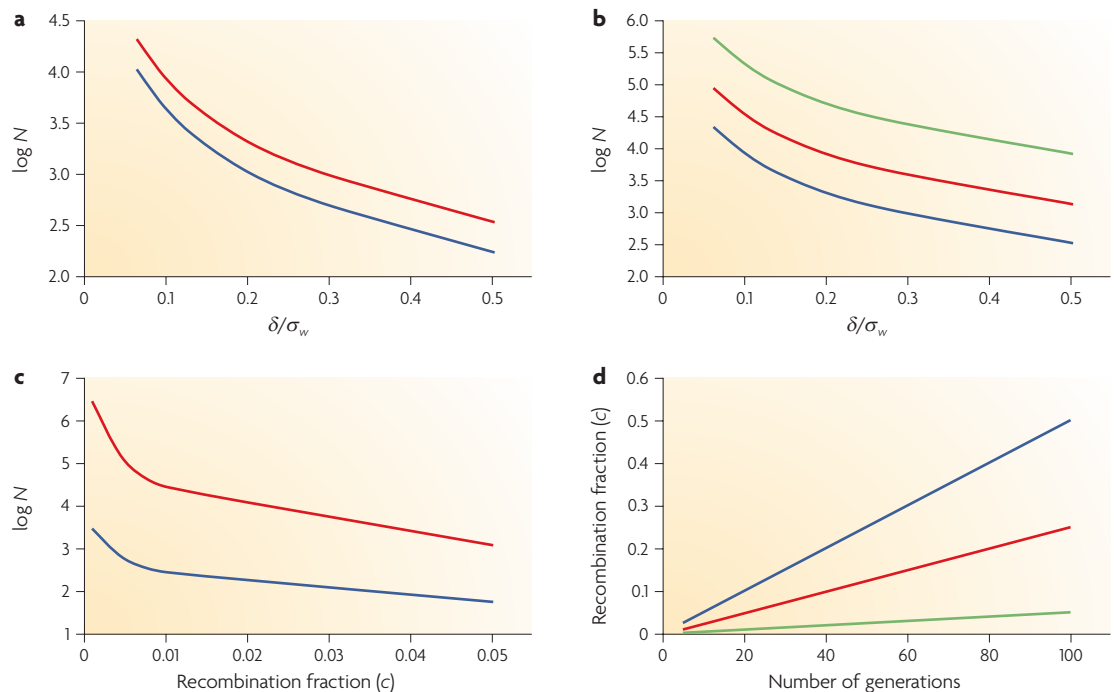 a
4.5
4.0
3.5
3.0
2.5
2.0
log N
0 0.1 0.2 0.3 0.4 0.5
δ/σw
b
6.0
5.5
5.0
4.5
4.0
3.5
3.0
2.5
2.0
log N
0 0.1 0.2 0.3 0.4 0.5
δ/σw
c
7
6
5
4
3
2
1
log N
0 0.01 0.02 0.03 0.04 0.05
Recombination fraction (c)
d
0.6
0.5
0.4
0.3
0.2
0.1
0
Recombination fraction (c)
0 20 40 60 80 100
Number of generations